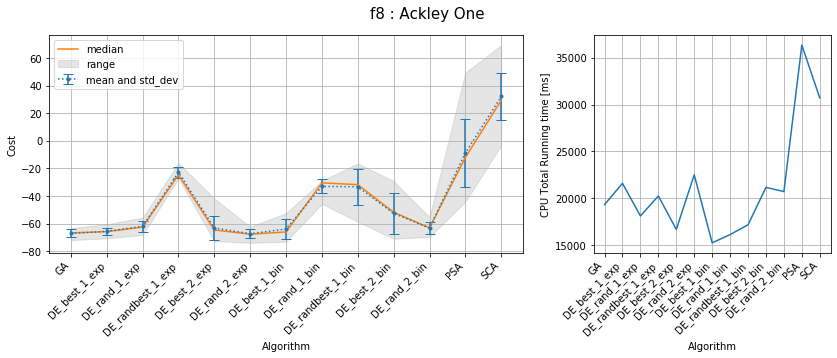 f8 : Ackley One
median
range
mean and std_dev
Cost
60
40
20
0
−20
−40
−60
−80
GA
DE_best_1_exp
DE_rand_1_exp
DE_randbest_1_exp
DE_best_2_exp
DE_rand_2_exp
DE_best_1_bin
DE_rand_1_bin
DE_randbest_1_bin
DE_best_2_bin
DE_rand_2_bin
PSA
SCA
Algorithm
CPU Total Running time [ms]
35000
30000
25000
20000
15000
GA
DE_best_1_exp
DE_rand_1_exp
DE_randbest_1_exp
DE_best_2_exp
DE_rand_2_exp
DE_best_1_bin
DE_rand_1_bin
DE_randbest_1_bin
DE_best_2_bin
DE_rand_2_bin
PSA
SCA
Algorithm